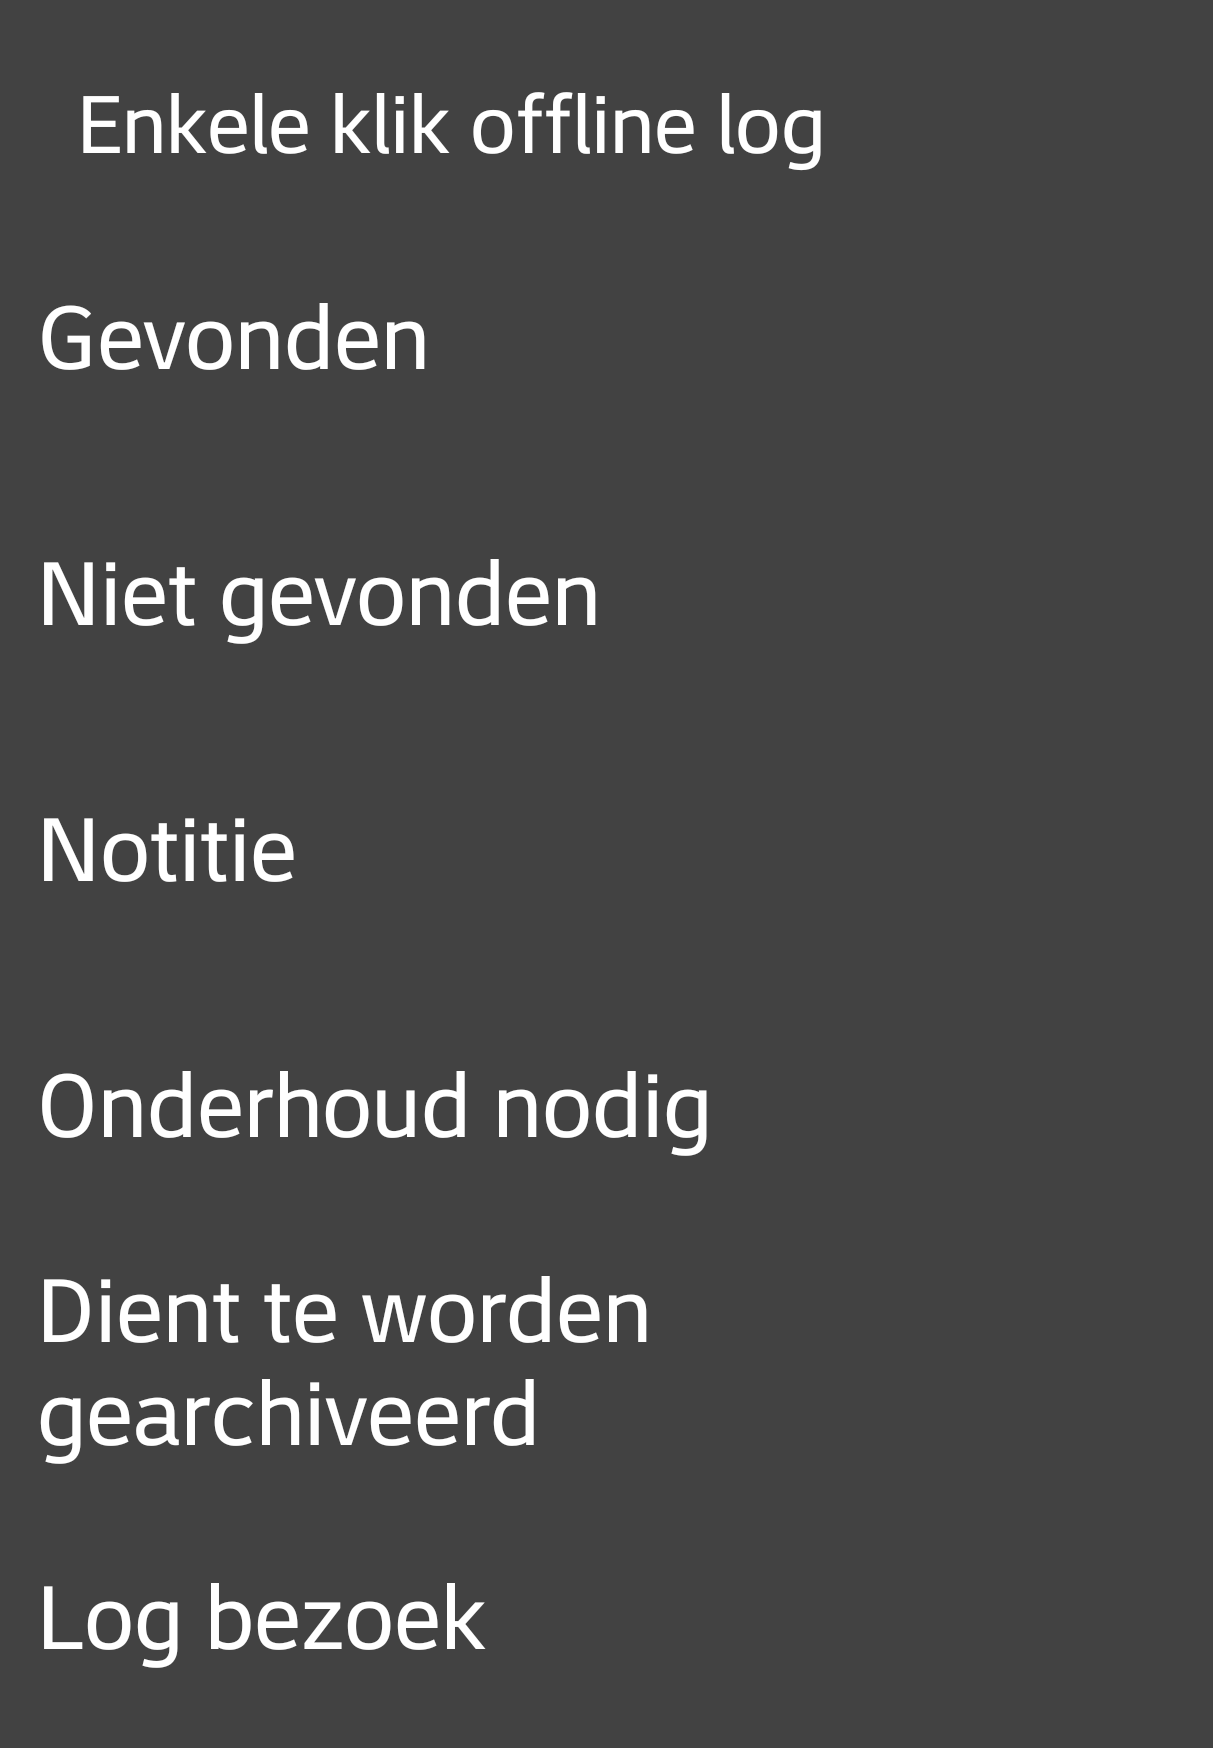 Enkele klik offline log
Gevonden
Niet gevonden
Notitie
Onderhoud nodig
Dient te worden
gearchiveerd
Log bezoek